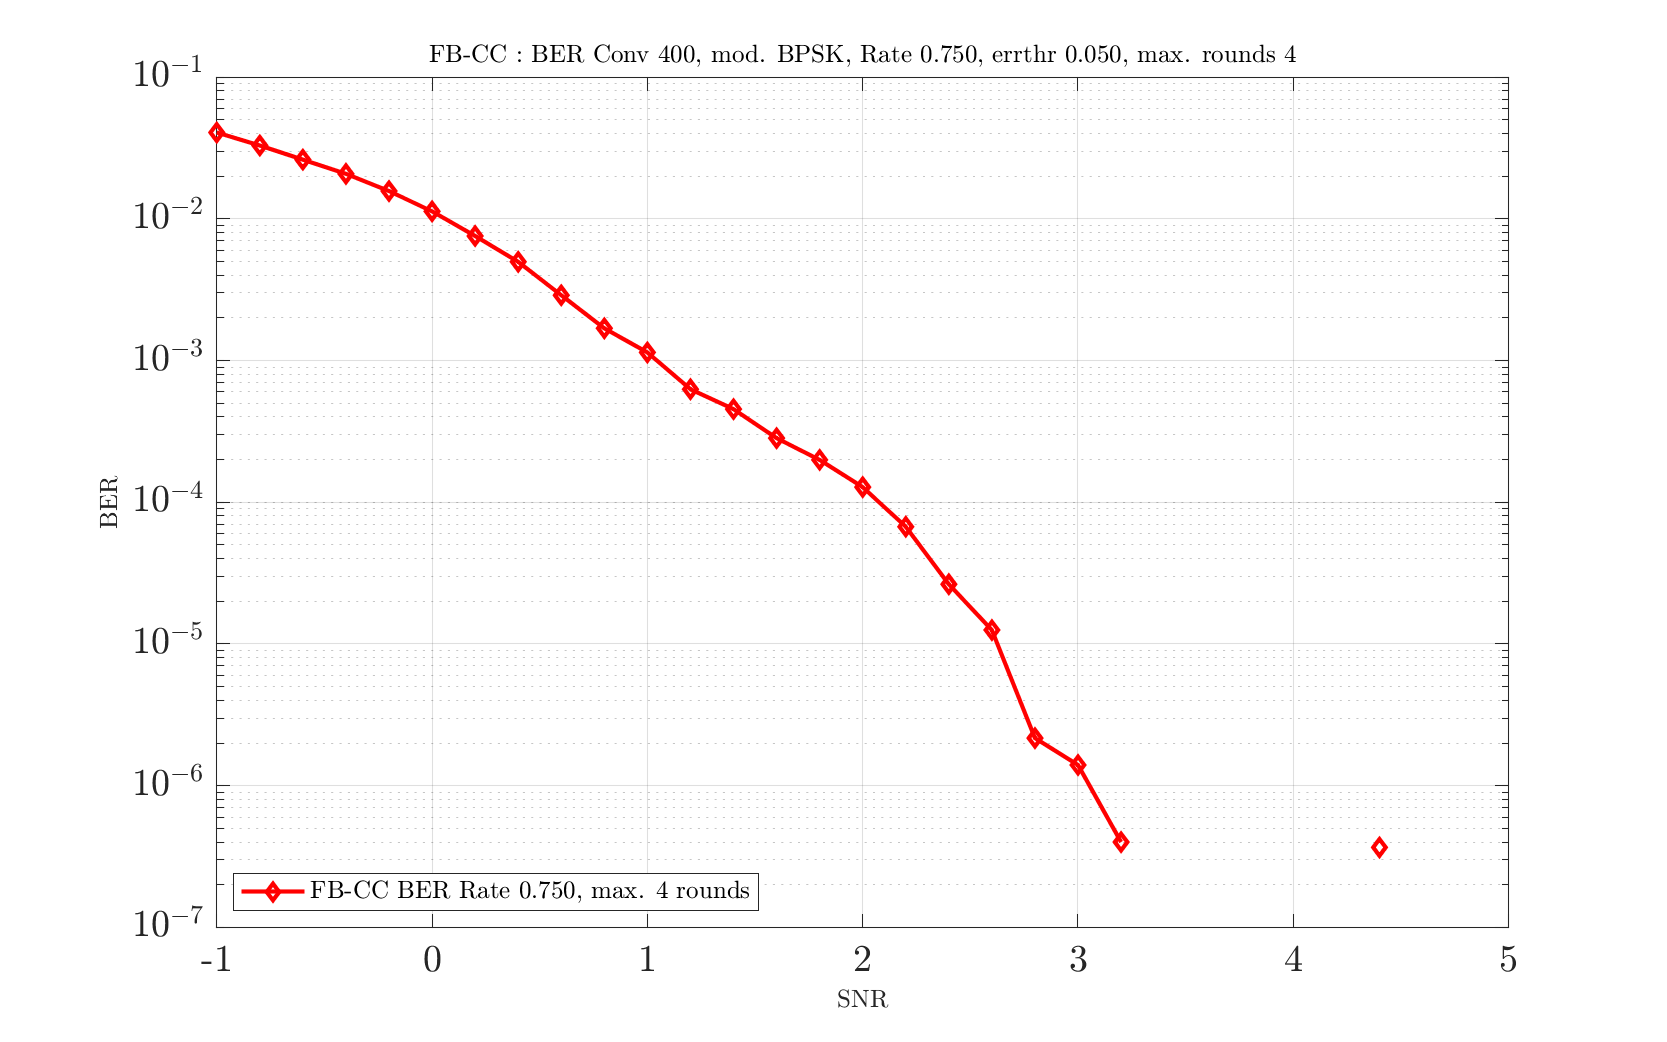 FB-CC : BER Conv 400, mod. BPSK, Rate 0.750, errthr 0.050, max. rounds 4
10⁻¹
10⁻²
10⁻³
10⁻⁴
10⁻⁵
10⁻⁶
10⁻⁷
BER
FB-CC BER Rate 0.750, max. 4 rounds
-1 0 1 2 3 4 5
SNR